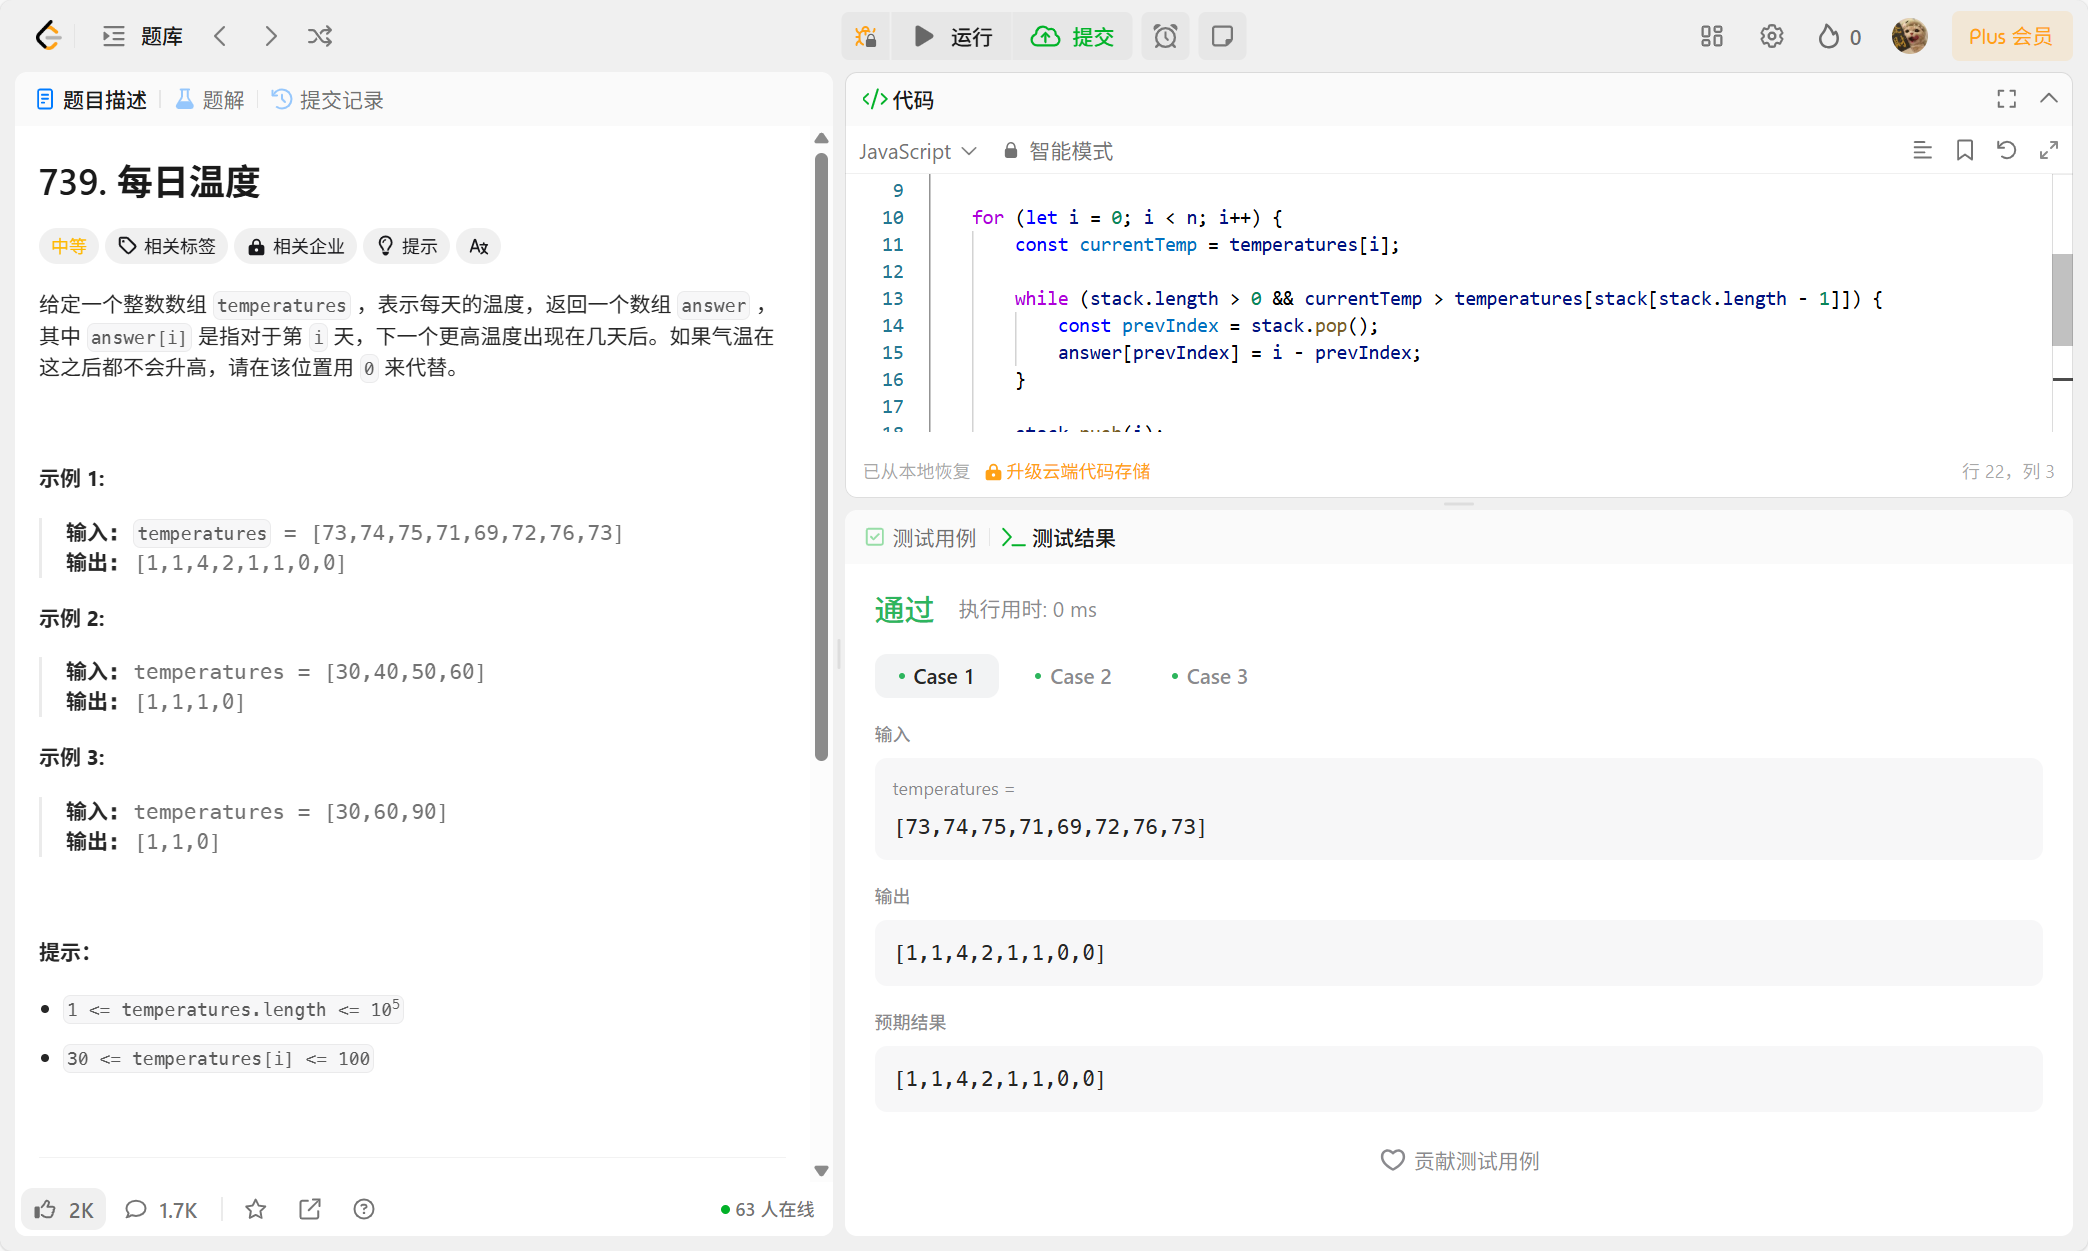 题库
运行
提交
0
Plus 会员
题目描述
题解
提交记录
739. 每日温度
中等
相关标签
相关企业
提示
给定一个整数数组 temperatures ，表示每天的温度，返回一个数组 answer ，
其中 answer[i] 是指对于第 i 天，下一个更高温度出现在几天后。如果气温在
这之后都不会升高，请在该位置用 0 来代替。
示例 1:
输入: temperatures = [73,74,75,71,69,72,76,73]
输出: [1,1,4,2,1,1,0,0]
示例 2:
输入: temperatures = [30,40,50,60]
输出: [1,1,1,0]
示例 3:
输入: temperatures = [30,60,90]
输出: [1,1,0]
提示：
1 <= temperatures.length <= 10⁵
30 <= temperatures[i] <= 100
2K
1.7K
63 人在线
</> 代码
JavaScript
智能模式
9
10 for (let i = 0; i < n; i++) {
11 const currentTemp = temperatures[i];
12
13 while (stack.length > 0 && currentTemp > temperatures[stack[stack.length - 1]]) {
14 const prevIndex = stack.pop();
15 answer[prevIndex] = i - prevIndex;
16 }
17
18 stack.push(i);
已从本地恢复
升级云端代码存储
行 22，列 3
测试用例
测试结果
通过
执行用时: 0 ms
Case 1
Case 2
Case 3
输入
temperatures =
[73,74,75,71,69,72,76,73]
输出
[1,1,4,2,1,1,0,0]
预期结果
[1,1,4,2,1,1,0,0]
贡献测试用例